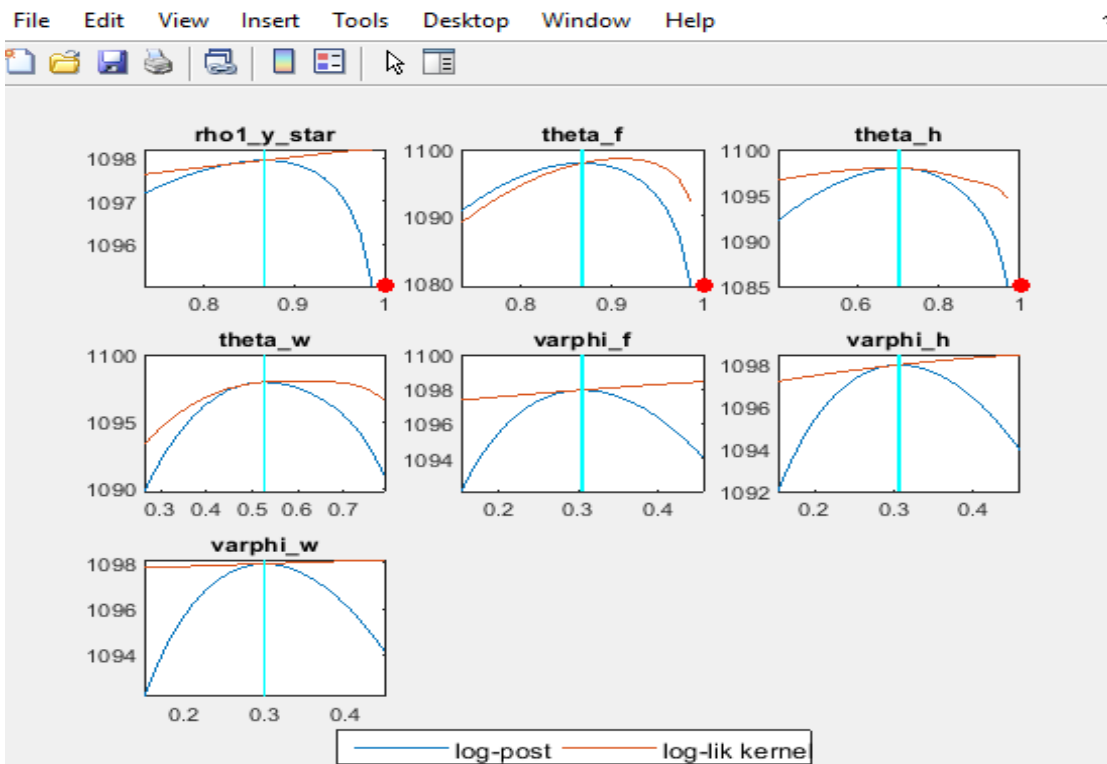 File Edit View Insert Tools Desktop Window Help
rho1_y_star theta_f theta_h
1098 1100 1100
1097 1095
1090
1096 1090
1080 1085
0.8 0.9 1 0.8 0.9 1 0.6 0.8 1
theta_w varphi_f varphi_h
1100 1100 1098
1098
1095 1096 1096
1094
1090 1094 1092
0.3 0.4 0.5 0.6 0.7 0.2 0.3 0.4 0.2 0.3 0.4
varphi_w
1098
1096
1094
0.2 0.3 0.4
log-post log-lik kernel